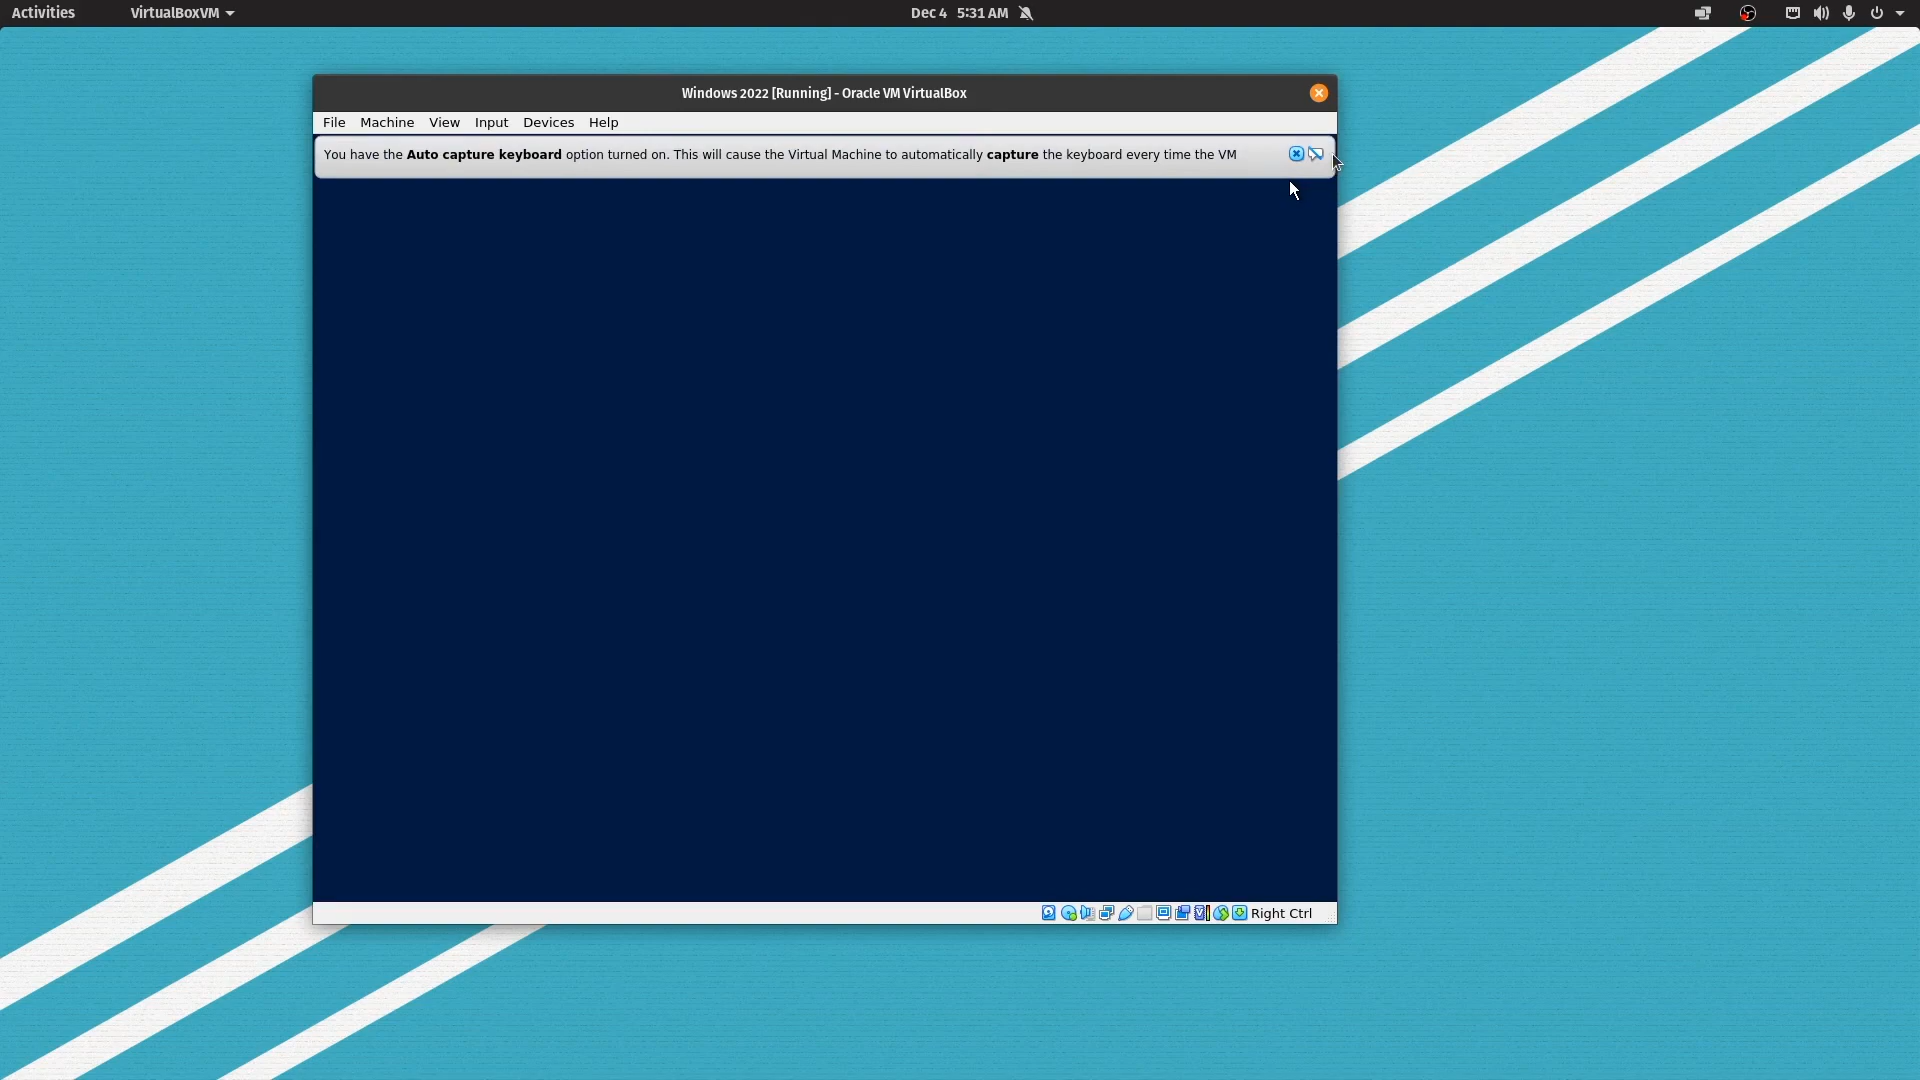 Activities VirtualBoxVM Dec 4 5:31 AM
Windows 2022 [Running] - Oracle VM VirtualBox
File Machine View Input Devices Help
You have the Auto capture keyboard option turned on. This will cause the Virtual Machine to automatically capture the keyboard every time the VM
Right Ctrl